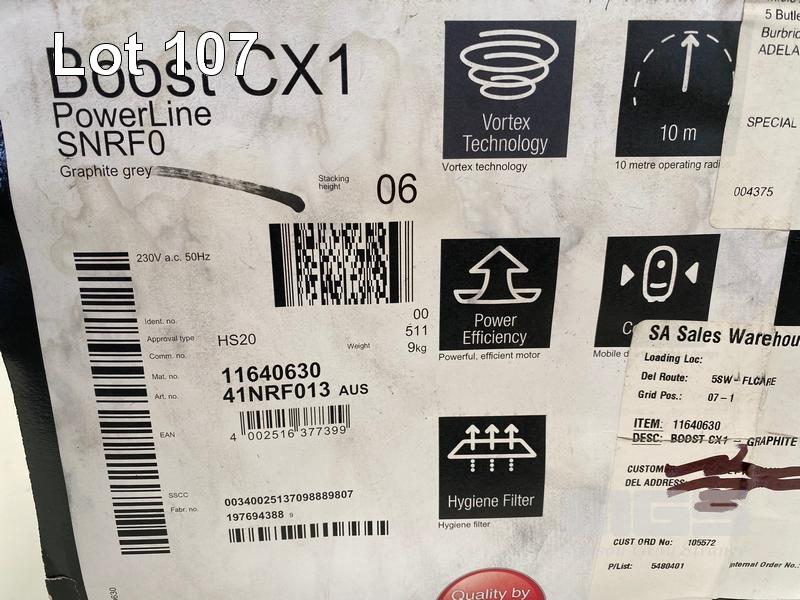 Lot 107
Boost CX1
PowerLine
SNRF0
Graphite grey
Stacking
height
06
230V a.c. 50Hz
Ident. no.
00
Approval type
HS20
511
Comm. no.
Weight
9kg
Mat. no.
11640630
Art. no.
41NRF013 AUS
EAN
4 002516 377399
SSCC
00340025137098889807
Fabr. no.
197694388 9
Vortex
Technology
Vortex technology
10 m
10 metre operating radi
Power
Efficiency
Powerful, efficient motor
Mobile d
Hygiene Filter
Hygiene filter
Quality by
5 Butle
Burbri
ADELA
SPECIAL
004375
SA Sales Warehou
Loading Loc:
Del Route: 5SW - FLCARE
Grid Pos.: 07-1
ITEM: 11640630
DESC: BOOST CX1 - GRAPHITE
CUSTOM
DEL ADDRESS
CUST ORD No: 105572
P/List: 5480401
Internal Order No.: